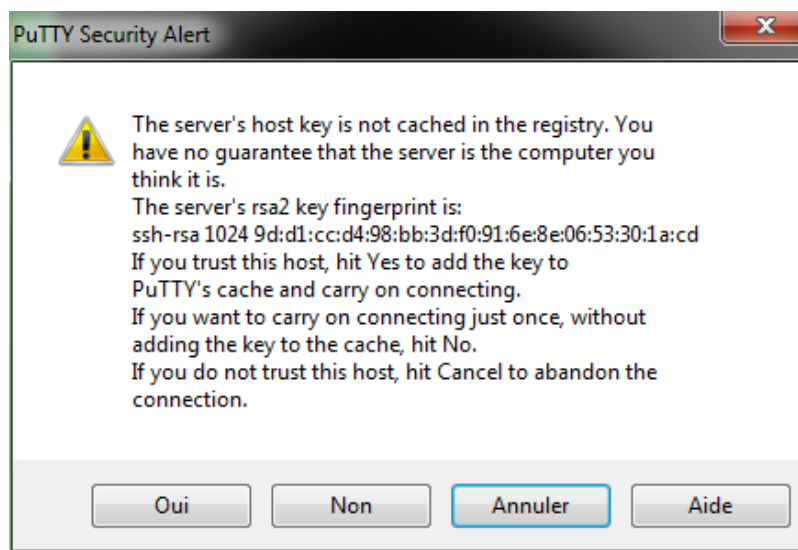 PuTTY Security Alert
The server's host key is not cached in the registry. You
have no guarantee that the server is the computer you
think it is.
The server's rsa2 key fingerprint is:
ssh-rsa 1024 9d:d1:cc:d4:98:bb:3d:f0:91:6e:8e:06:53:30:1a:cd
If you trust this host, hit Yes to add the key to
PuTTY's cache and carry on connecting.
If you want to carry on connecting just once, without
adding the key to the cache, hit No.
If you do not trust this host, hit Cancel to abandon the
connection.
Oui Non Annuler Aide